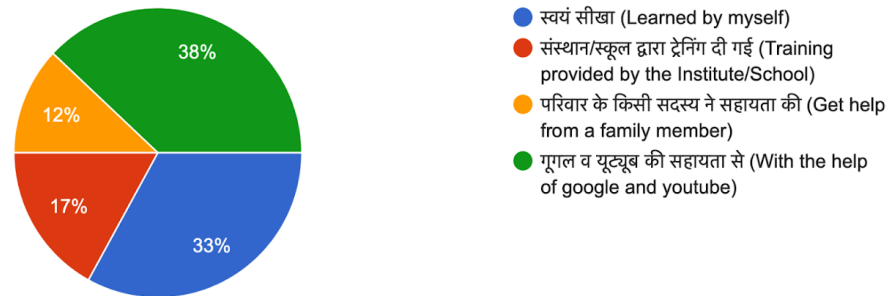 38%
12%
17%
33%
स्वयं सीखा (Learned by myself)
संस्थान/स्कूल द्वारा ट्रेनिंग दी गई (Training
provided by the Institute/School)
परिवार के किसी सदस्य ने सहायता की (Get help
from a family member)
गूगल व यूट्यूब की सहायता से (With the help
of google and youtube)